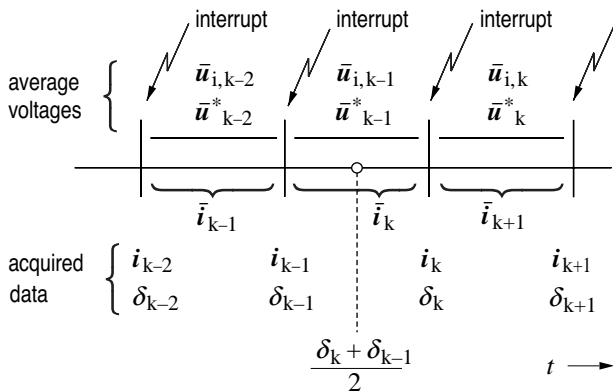 interrupt interrupt interrupt
average voltages
ū_{i,k–2} ū_{i,k–1} ū_{i,k}
ū*_{k–2} ū*_{k–1} ū*_{k}
ī_{k–1} ī_{k} ī_{k+1}
acquired data
i_{k–2} i_{k–1} i_{k} i_{k+1}
δ_{k–2} δ_{k–1} δ_{k} δ_{k+1}
δ_{k} + δ_{k–1}
2
t